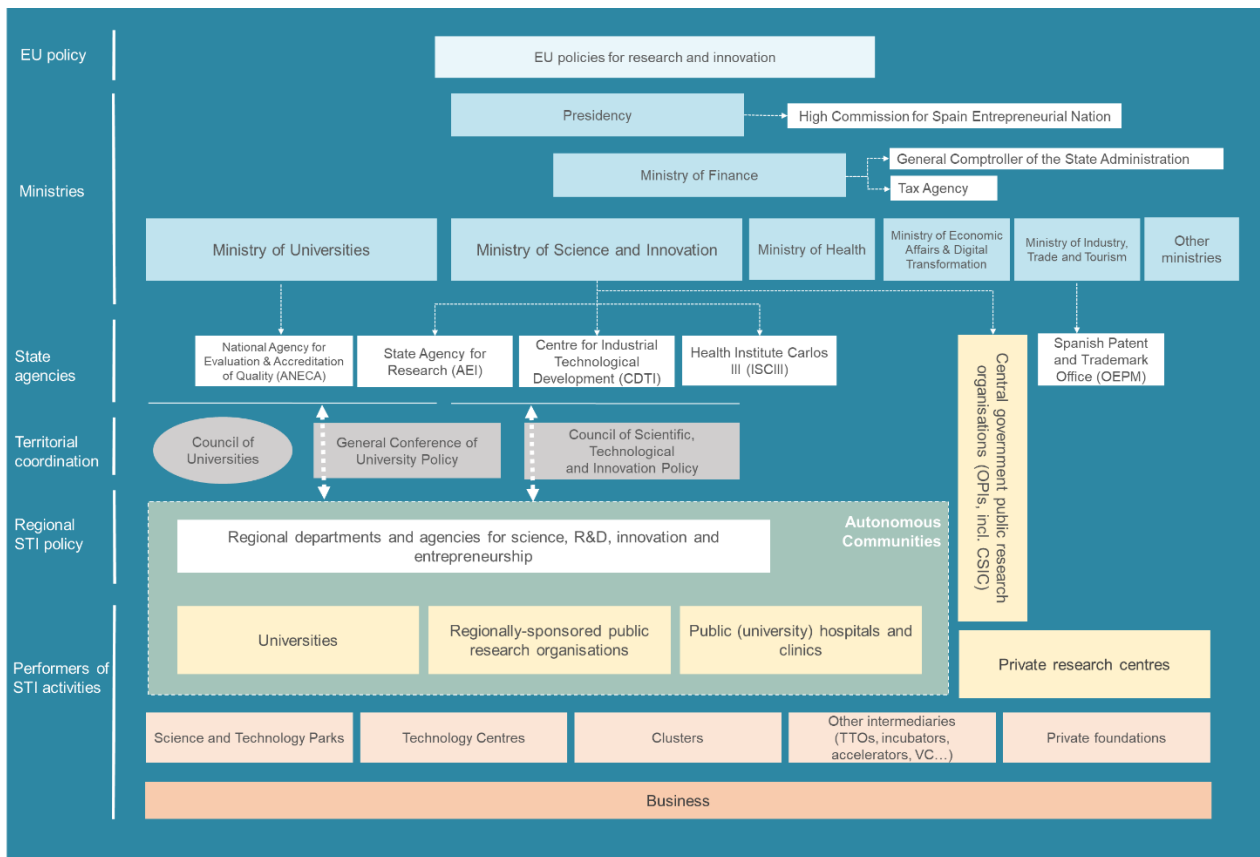 EU policy
EU policies for research and innovation
Ministries
Presidency
High Commission for Spain Entrepreneurial Nation
Ministry of Finance
General Comptroller of the State Administration
Tax Agency
Ministry of Universities
Ministry of Science and Innovation
Ministry of Health
Ministry of Economic
Affairs & Digital
Transformation
Ministry of Industry,
Trade and Tourism
Other
ministries
State
agencies
National Agency for
Evaluation & Accreditation
of Quality (ANECA)
State Agency for
Research (AEI)
Centre for Industrial
Technological
Development (CDTI)
Health Institute Carlos
III (ISCIII)
Central government public research
organisations (OPIs, incl. CSIC)
Spanish Patent
and Trademark
Office (OEPM)
Territorial
coordination
Council of
Universities
General Conference of
University Policy
Council of Scientific,
Technological
and Innovation Policy
Regional
STI policy
Regional departments and agencies for science, R&D, innovation and
entrepreneurship
Autonomous
Communities
Performers of
STI activities
Universities
Regionally-sponsored public
research organisations
Public (university) hospitals and
clinics
Private research centres
Science and Technology Parks
Technology Centres
Clusters
Other intermediaries
(TTOs, incubators,
accelerators, VC…)
Private foundations
Business